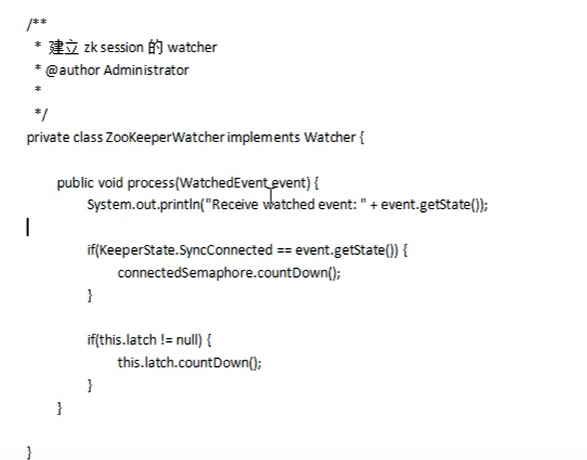 /**
 * 建立 zk session 的 watcher
 * @author Administrator
 *
 */
private class ZooKeeperWatcher implements Watcher {
public void process(WatchedEvent event) {
System.out.println("Receive watched event: " + event.getState());
if(KeeperState.SyncConnected == event.getState()) {
connectedSemaphore.countDown();
}
if(this.latch != null) {
this.latch.countDown();
}
}
}